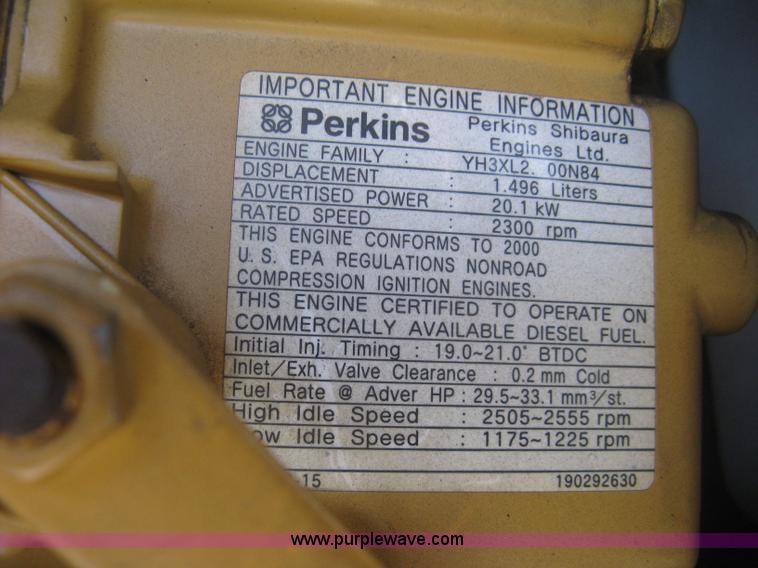 IMPORTANT ENGINE INFORMATION
Perkins Perkins Shibaura
Engines Ltd.
ENGINE FAMILY : YH3XL2. 00N84
DISPLACEMENT : 1.496 Liters
ADVERTISED POWER : 20.1 kW
RATED SPEED : 2300 rpm
THIS ENGINE CONFORMS TO 2000
U. S. EPA REGULATIONS NONROAD
COMPRESSION IGNITION ENGINES.
THIS ENGINE CERTIFIED TO OPERATE ON
COMMERCIALLY AVAILABLE DIESEL FUEL.
Initial Inj. Timing : 19.0~21.0° BTDC
Inlet/Exh. Valve Clearance : 0.2 mm Cold
Fuel Rate @ Adver HP : 29.5~33.1 mm³/st.
High Idle Speed : 2505~2555 rpm
Low Idle Speed : 1175~1225 rpm
-15 190292630
www.purplewave.com